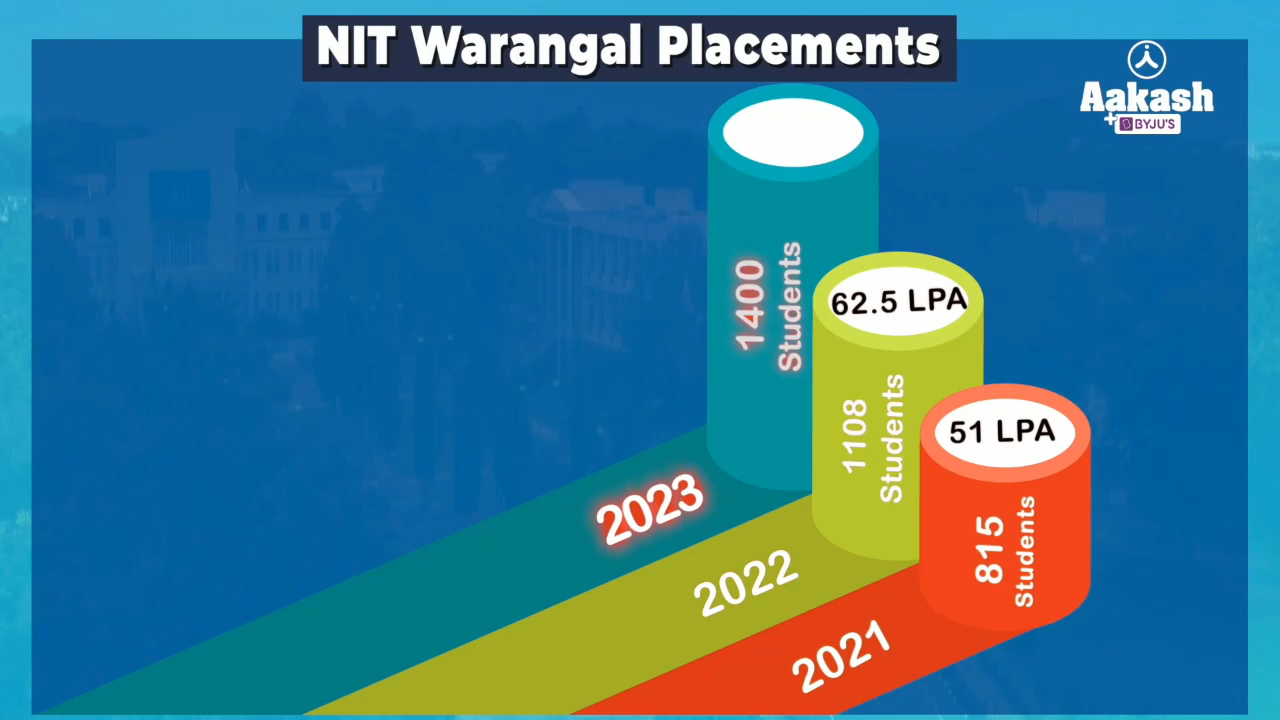 NIT Warangal Placements
Aakash
+ BYJU'S
1400
Students
2023
62.5 LPA
1108
Students
2022
51 LPA
815
Students
2021